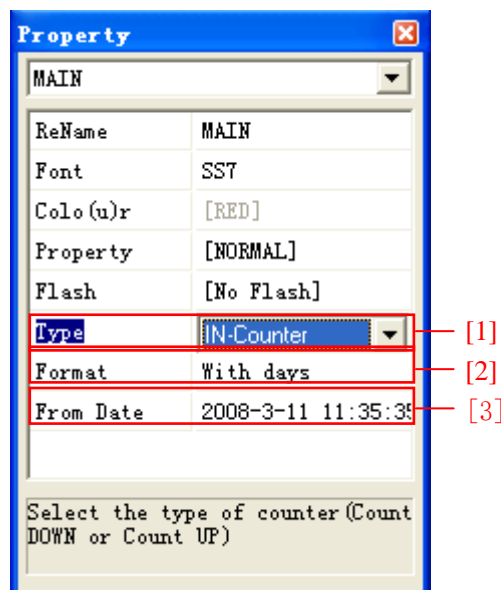 Property
MAIN
ReName MAIN
Font SS7
Colo(u)r [RED]
Property [NORMAL]
Flash [No Flash]
Type IN-Counter [1]
Format With days [2]
From Date 2008-3-11 11:35:35 [3]
Select the type of counter(Count
DOWN or Count UP)